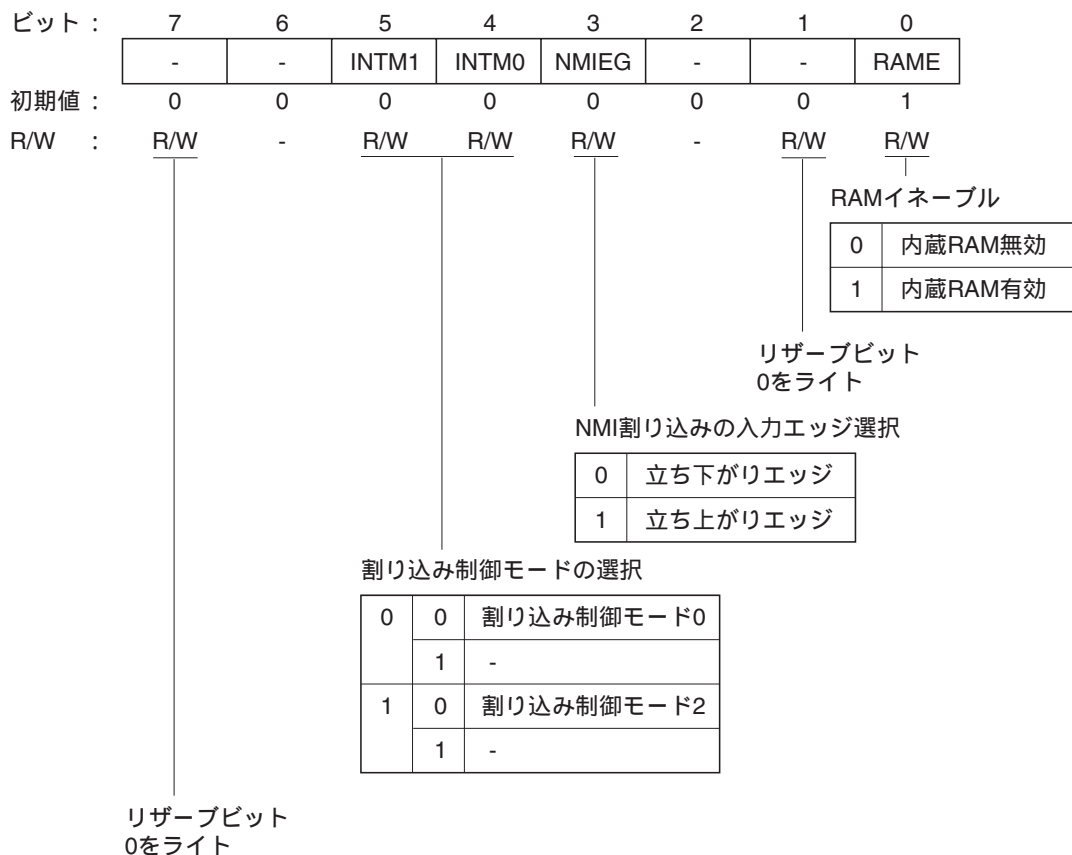 ビット : 7 6 5 4 3 2 1 0
- - INTM1 INTM0 NMIEG - - RAME
初期値 : 0 0 0 0 0 0 0 1
R/W : R/W - R/W R/W R/W - R/W R/W
RAMイネーブル
0 内蔵RAM無効
1 内蔵RAM有効
リザーブビット
0をライト
NMI割り込みの入力エッジ選択
0 立ち下がりエッジ
1 立ち上がりエッジ
割り込み制御モードの選択
0 0 割り込み制御モード0
1 -
1 0 割り込み制御モード2
1 -
リザーブビット
0をライト